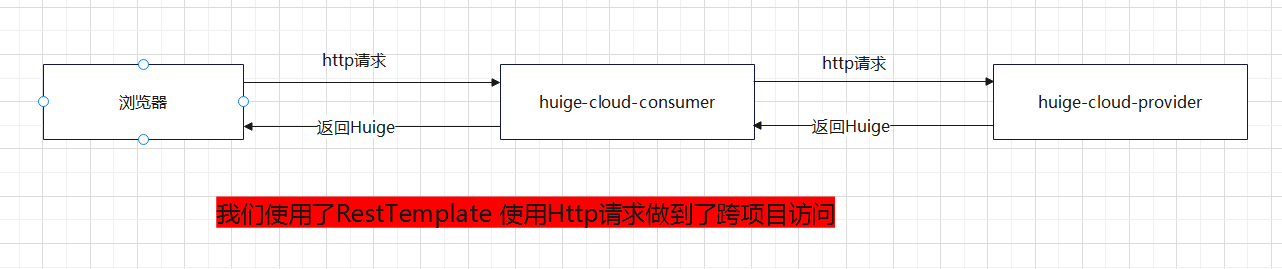 http请求
http请求
浏览器
huige-cloud-consumer
huige-cloud-provider
返回Huige
返回Huige
我们使用了RestTemplate 使用Http请求做到了跨项目访问